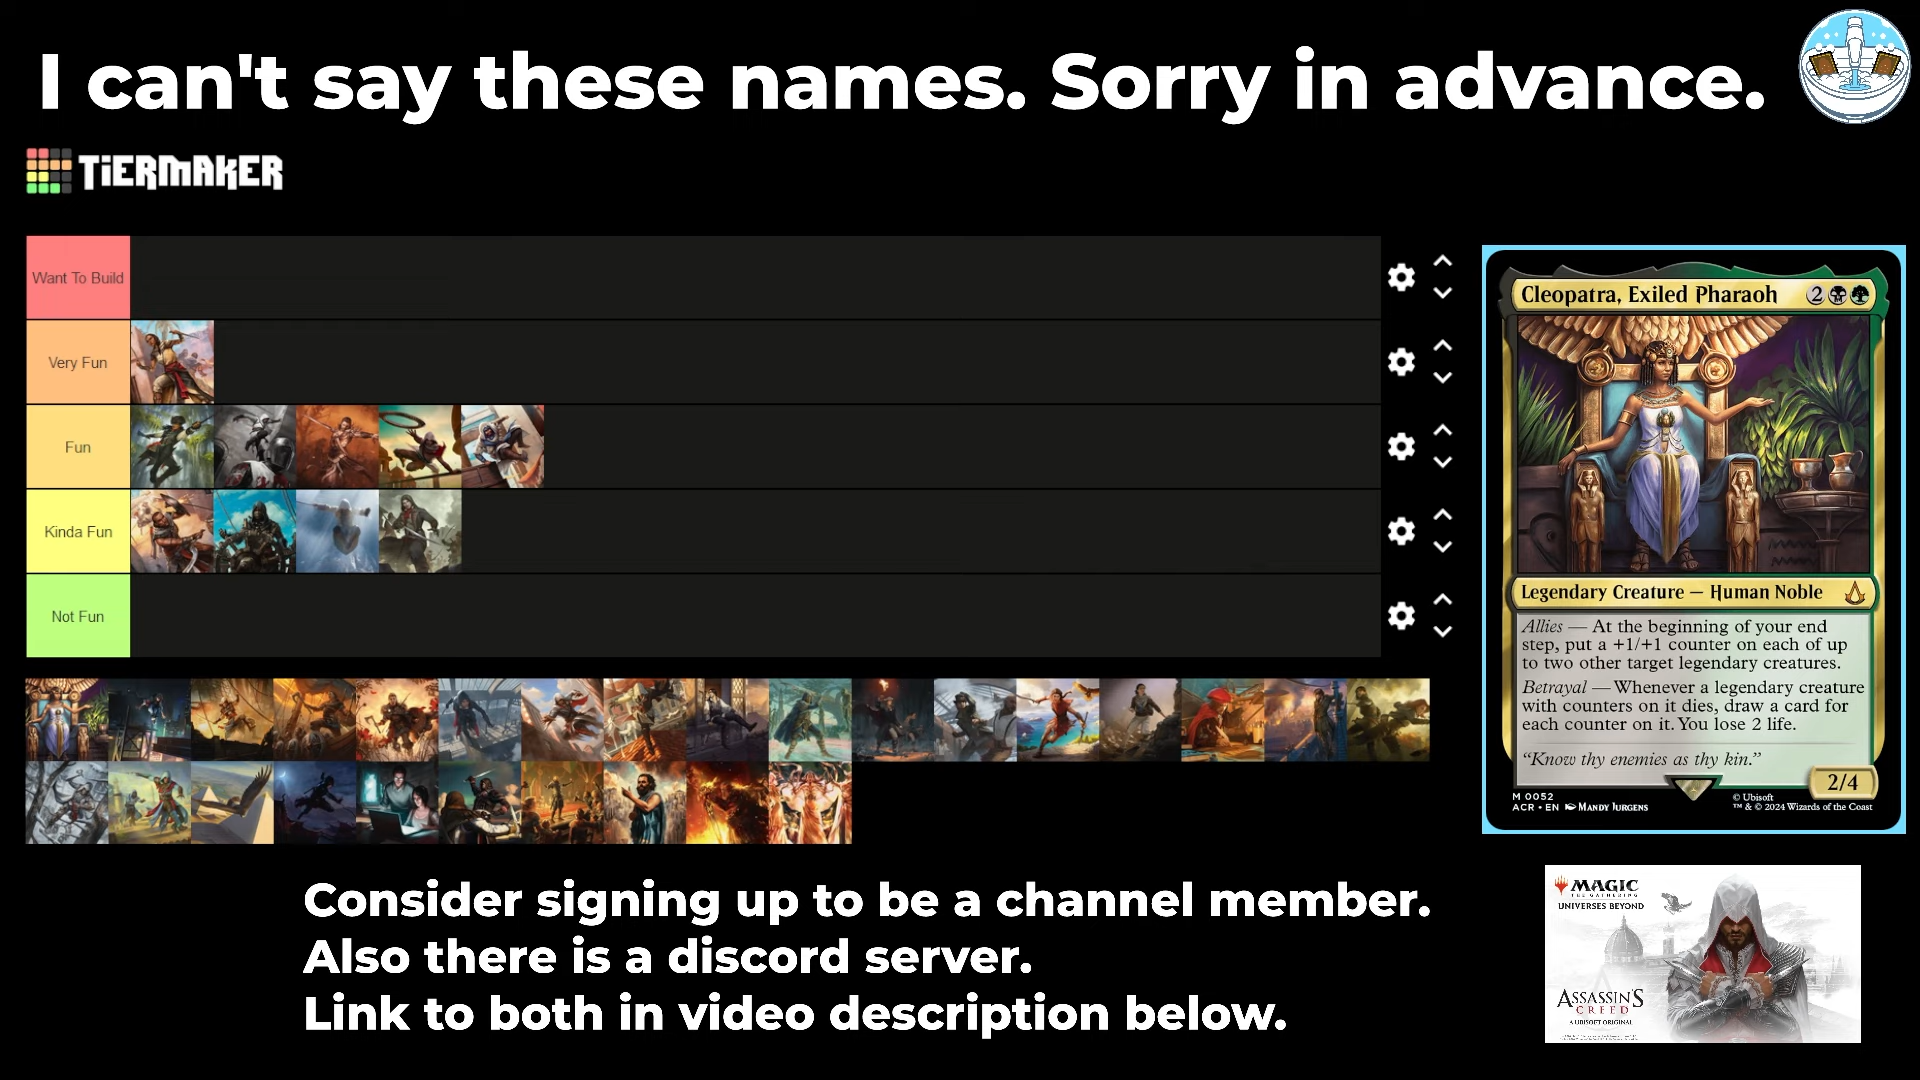 I can't say these names. Sorry in advance.
TiERMAKER
Want To Build
Very Fun
Fun
Kinda Fun
Not Fun
Cleopatra, Exiled Pharaoh 2
Legendary Creature — Human Noble
Allies — At the beginning of your end
step, put a +1/+1 counter on each of up
to two other target legendary creatures.
Betrayal — Whenever a legendary creature
with counters on it dies, draw a card for
each counter on it. You lose 2 life.
“Know thy enemies as thy kin.”
2/4
M 0052
ACR • EN Mandy Jurgens
© Ubisoft
™ & © 2024 Wizards of the Coast
Consider signing up to be a channel member.
Also there is a discord server.
Link to both in video description below.
MAGIC
THE GATHERING
UNIVERSES BEYOND
ASSASSIN'S
CREED
A UBISOFT ORIGINAL